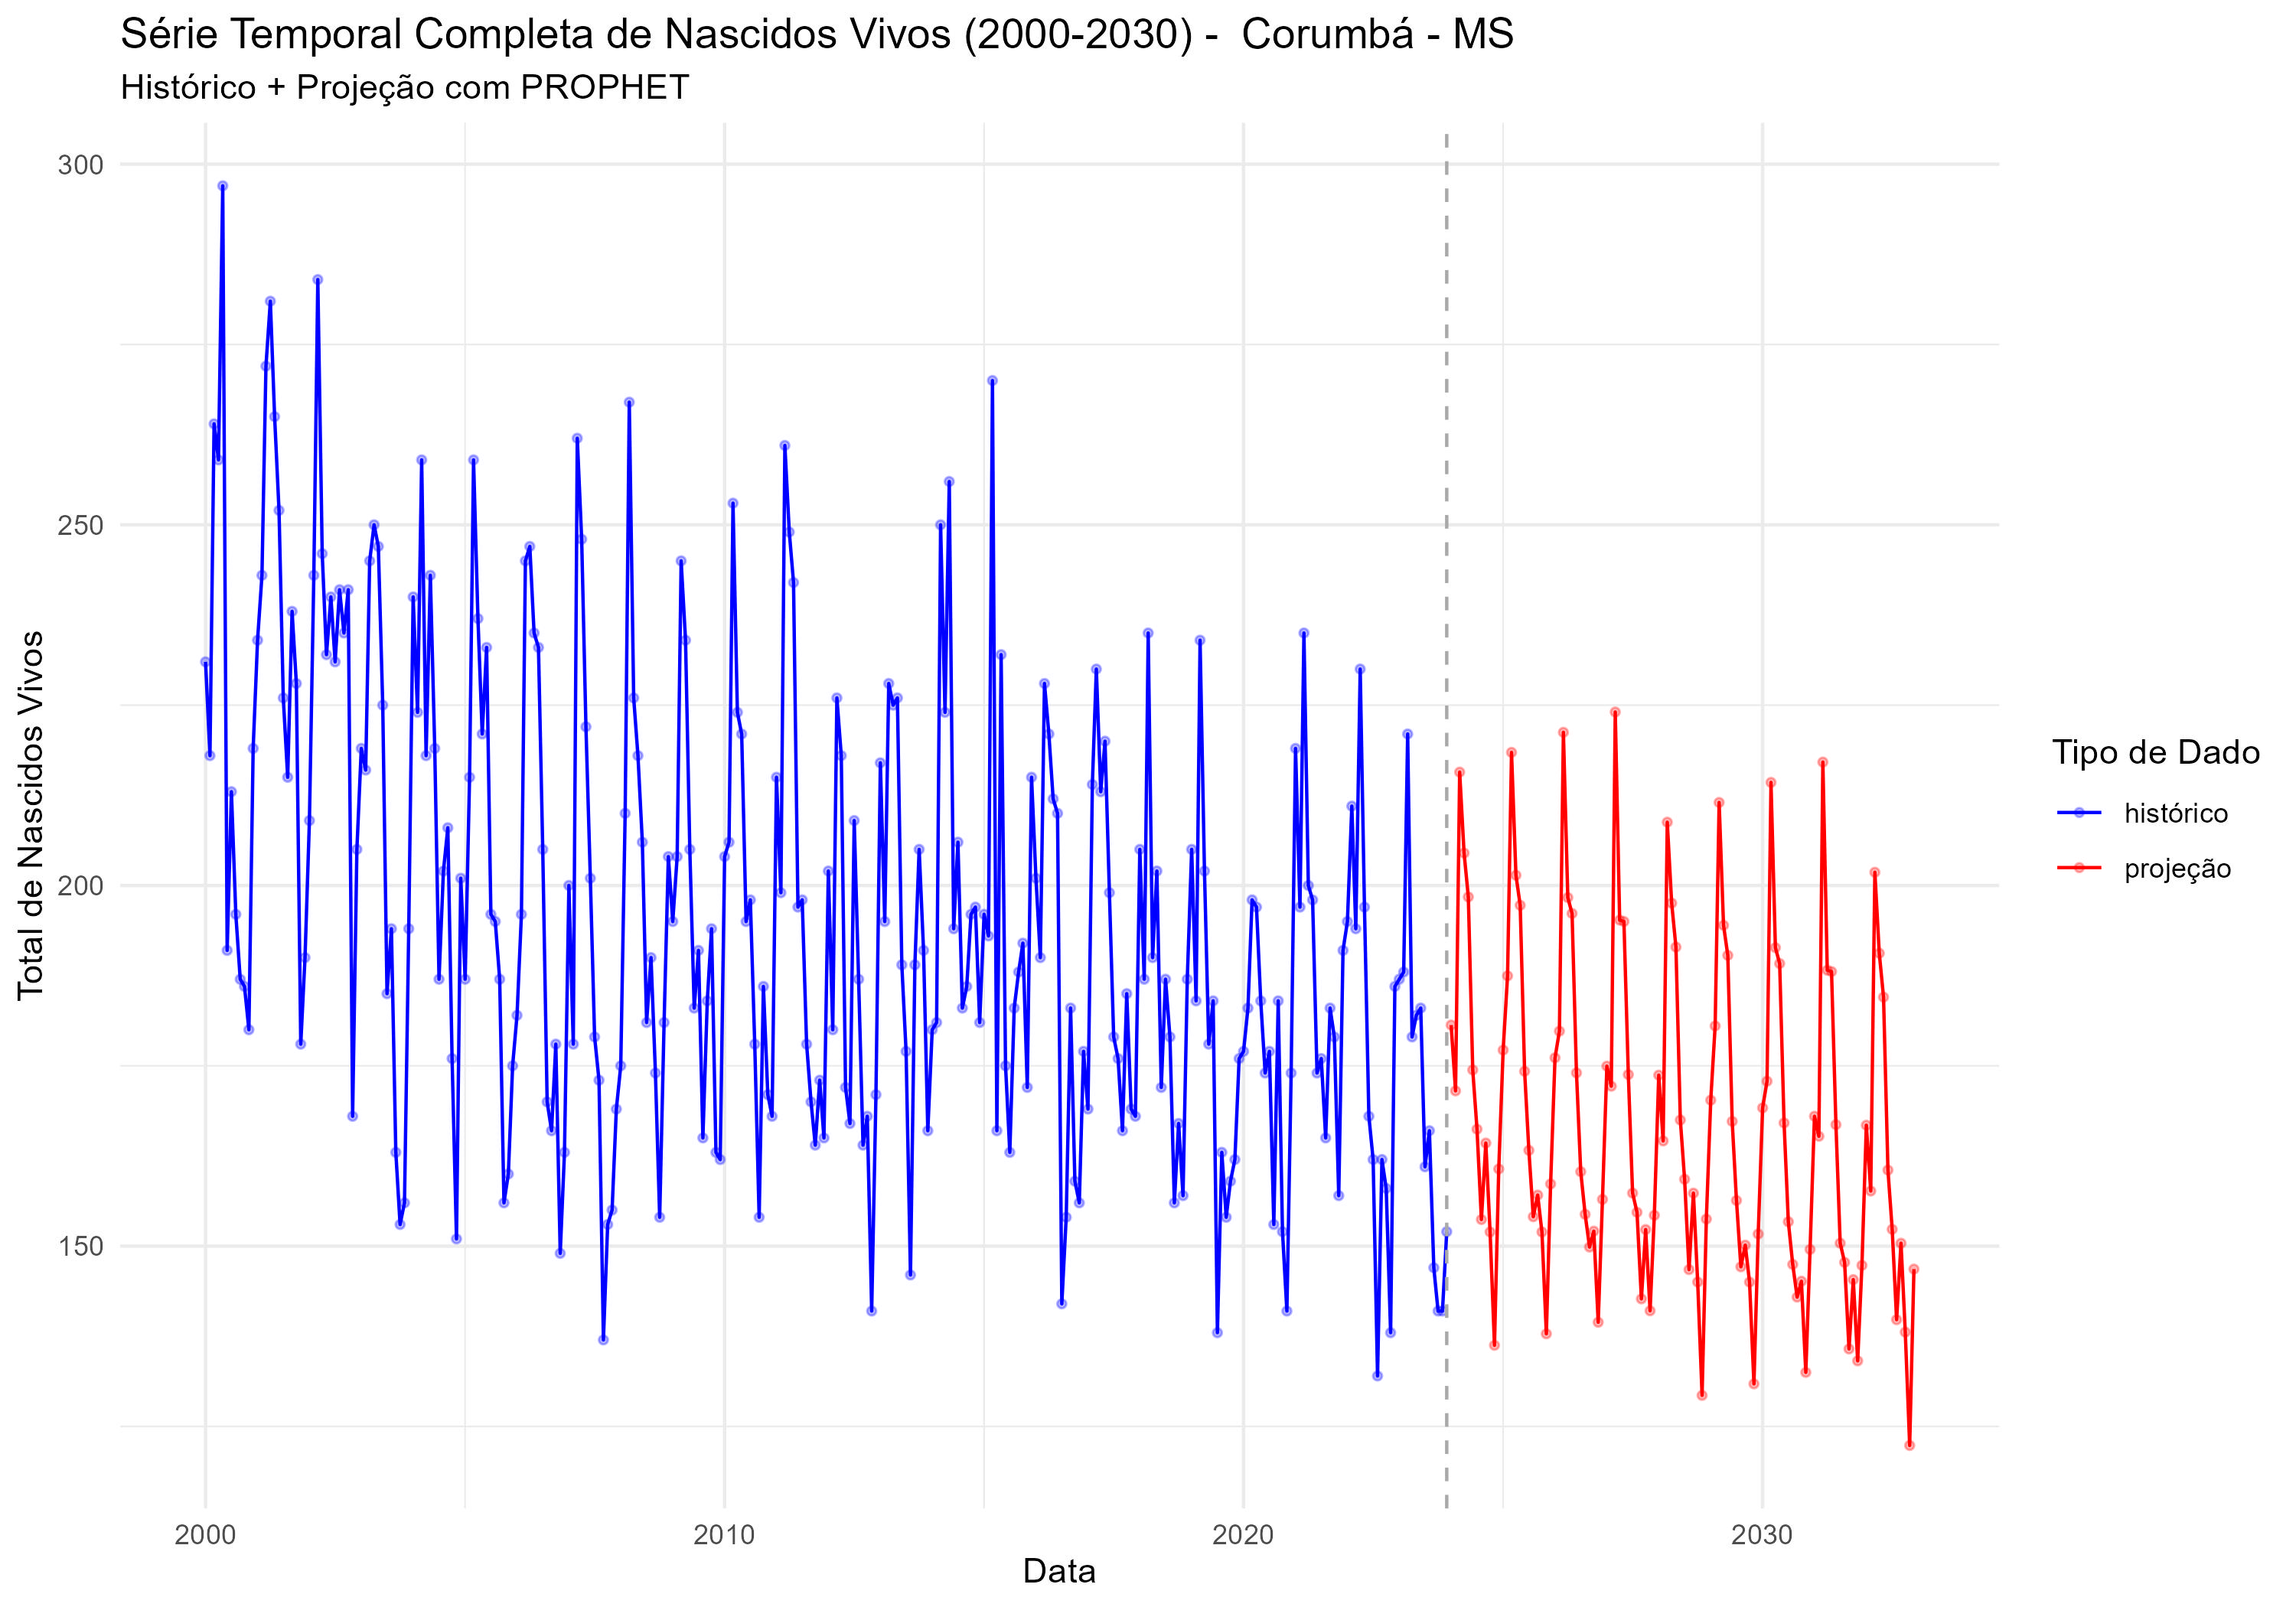 Série Temporal Completa de Nascidos Vivos (2000-2030) -  Corumbá - MS
Histórico + Projeção com PROPHET
300
250
200
150
Total de Nascidos Vivos
2000
2010
2020
2030
Data
Tipo de Dado
histórico
projeção